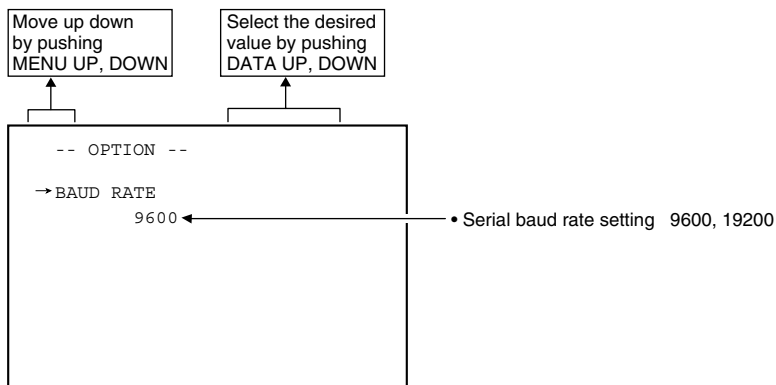 Move up down
by pushing
MENU UP, DOWN
Select the desired
value by pushing
DATA UP, DOWN
-- OPTION --
→BAUD RATE
9600
• Serial baud rate setting 9600, 19200